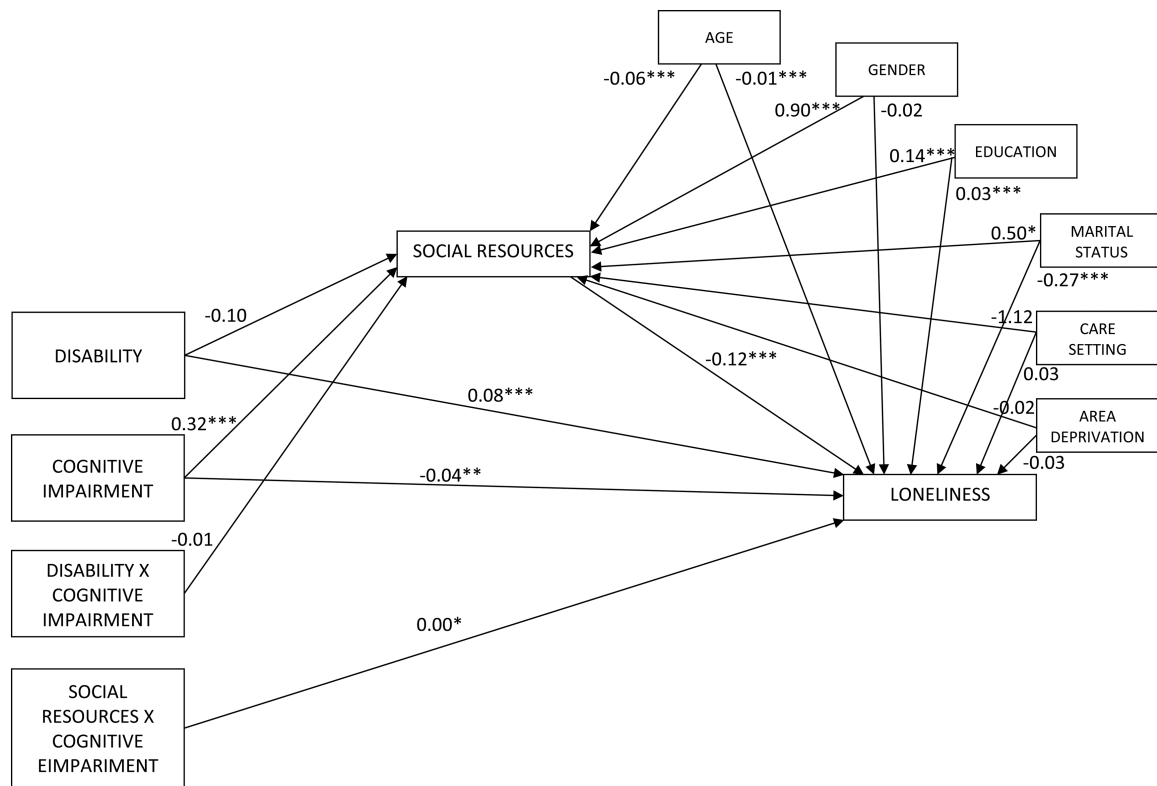 AGE
-0.06***
-0.01***
GENDER
0.90***
-0.02
EDUCATION
0.14***
0.03***
MARITAL
STATUS
0.50*
-0.27***
SOCIAL RESOURCES
CARE
SETTING
-1.12
0.03
AREA
DEPRIVATION
-0.02
-0.03
DISABILITY
-0.10
0.08***
-0.12***
COGNITIVE
IMPAIRMENT
0.32***
-0.04**
LONELINESS
DISABILITY X
COGNITIVE
IMPAIRMENT
-0.01
SOCIAL
RESOURCES X
COGNITIVE
EIMPARIMENT
0.00*